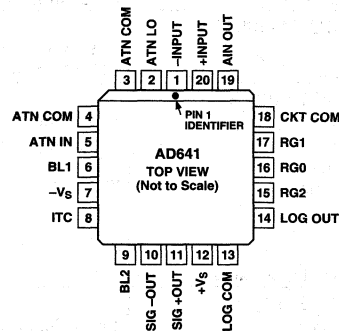 ATN COM
ATN LO
–INPUT
+INPUT
AIN OUT
3
2
1
20
19
ATN COM 4
ATN IN 5
BL1 6
–VS 7
ITC 8
PIN 1
IDENTIFIER
AD641
TOP VIEW
(Not to Scale)
18 CKT COM
17 RG1
16 RG0
15 RG2
14 LOG OUT
9
10
11
12
13
BL2
SIG –OUT
SIG +OUT
+VS
LOG COM